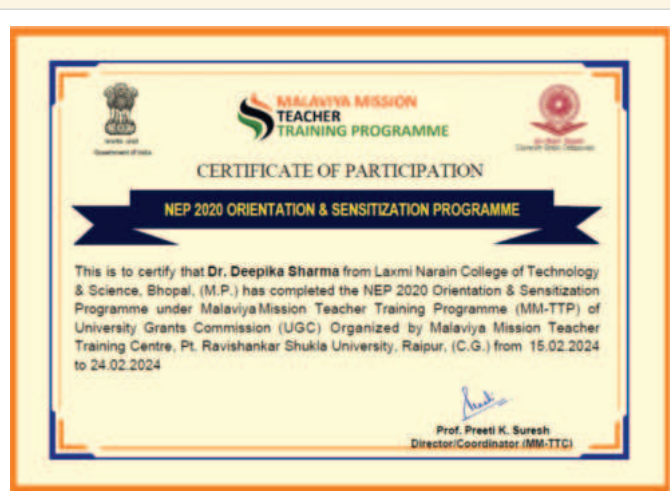 Government of India
MALAVIYA MISSION
TEACHER
TRAINING PROGRAMME
CERTIFICATE OF PARTICIPATION
NEP 2020 ORIENTATION & SENSITIZATION PROGRAMME
This is to certify that Dr. Deepika Sharma from Laxmi Narain College of Technology
& Science, Bhopal, (M.P.) has completed the NEP 2020 Orientation & Sensitization
Programme under Malaviya Mission Teacher Training Programme (MM-TTP) of
University Grants Commission (UGC) Organized by Malaviya Mission Teacher
Training Centre, Pt. Ravishankar Shukla University, Raipur, (C.G.) from 15.02.2024
to 24.02.2024
Prof. Preeti K. Suresh
Director/Coordinator (MM-TTC)